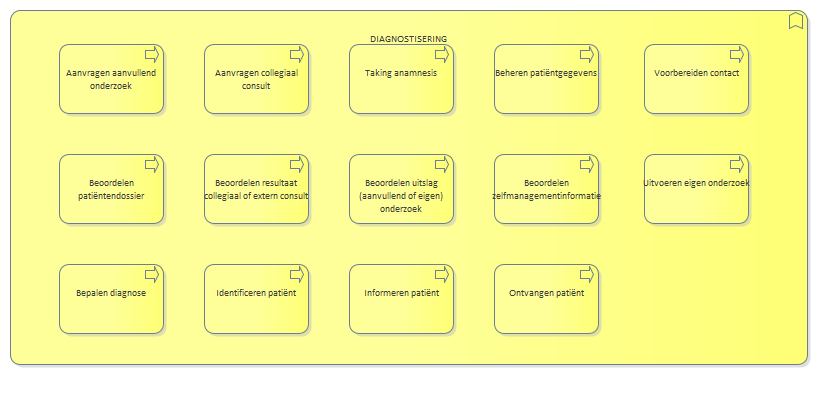 DIAGNOSTISERING
Aanvragen aanvullend
onderzoek
Aanvragen collegiaal
consult
Taking anamnesis
Beheren patiëntgegevens
Voorbereiden contact
Beoordelen
patiëntendossier
Beoordelen resultaat
collegiaal of extern consult
Beoordelen uitslag
(aanvullend of eigen)
onderzoek
Beoordelen
zelfmanagementinformatie
Uitvoeren eigen onderzoek
Bepalen diagnose
Identificeren patiënt
Informeren patiënt
Ontvangen patiënt